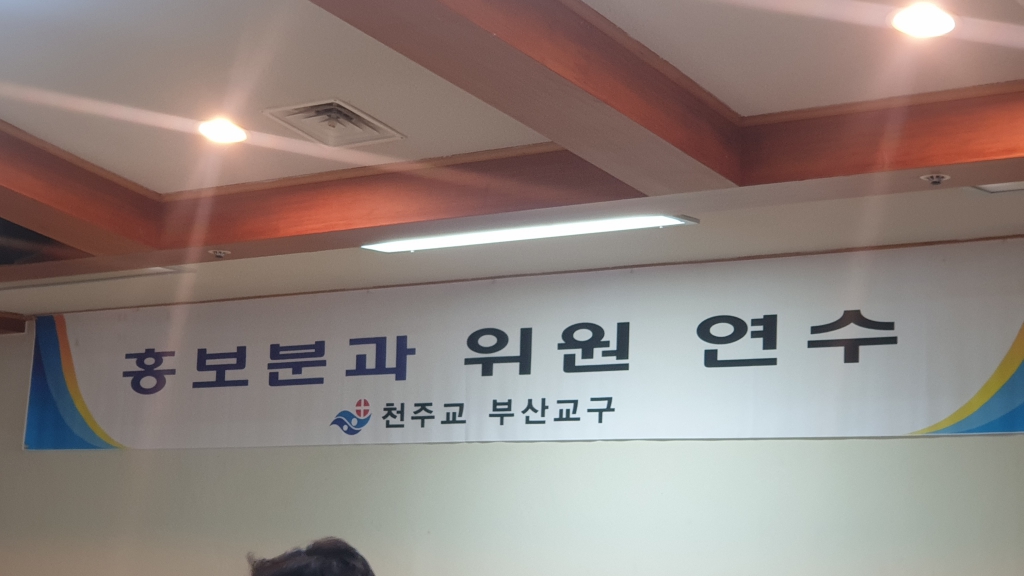 홍보분과 위원 연수
천주교 부산교구